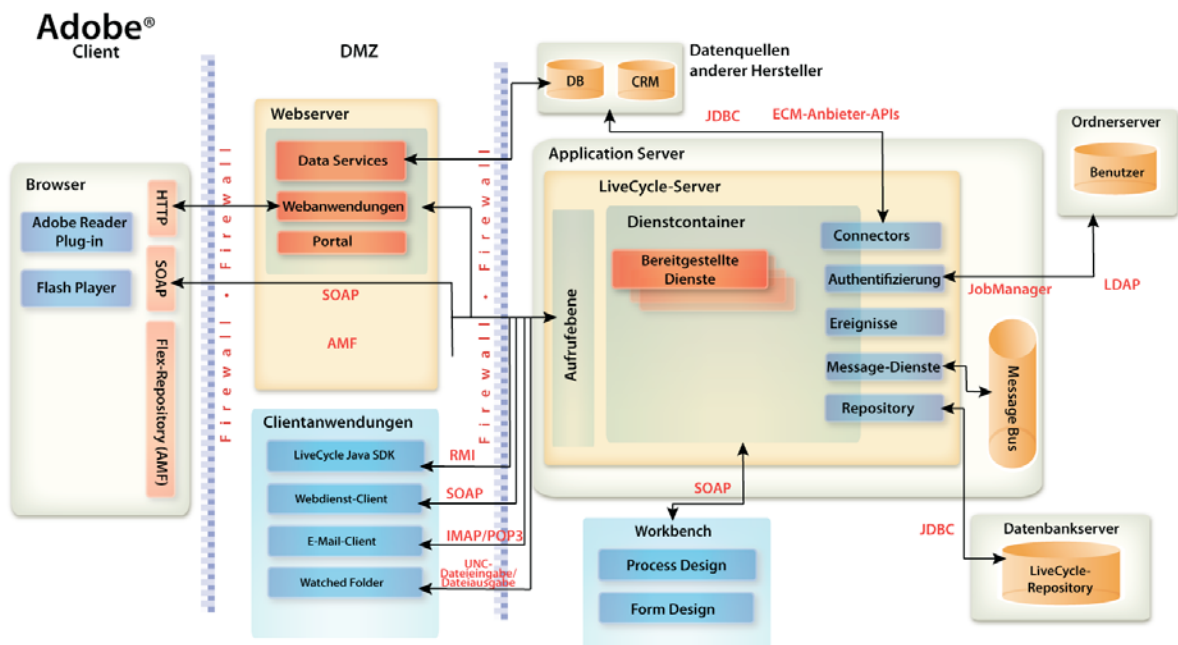 Adobe®
Client
DMZ
Datenquellen
anderer Hersteller
DB
CRM
JDBC
ECM-Anbieter-APIs
Ordnerserver
Benutzer
LDAP
Firewall • Firewall
Firewall • Firewall
Browser
Adobe Reader
Plug-in
Flash Player
HTTP
SOAP
Flex-Repository (AMF)
Webserver
Data Services
Webanwendungen
Portal
SOAP
AMF
Clientanwendungen
LiveCycle Java SDK
RMI
Webdienst-Client
SOAP
E-Mail-Client
IMAP/POP3
Watched Folder
UNC-
Dateieingabe/
Dateiausgabe
Application Server
LiveCycle-Server
Aufrufebene
Dienstcontainer
Bereitgestellte
Dienste
Connectors
Authentifizierung
JobManager
Ereignisse
Message-Dienste
Repository
Message Bus
SOAP
Workbench
Process Design
Form Design
JDBC
Datenbankserver
LiveCycle-
Repository